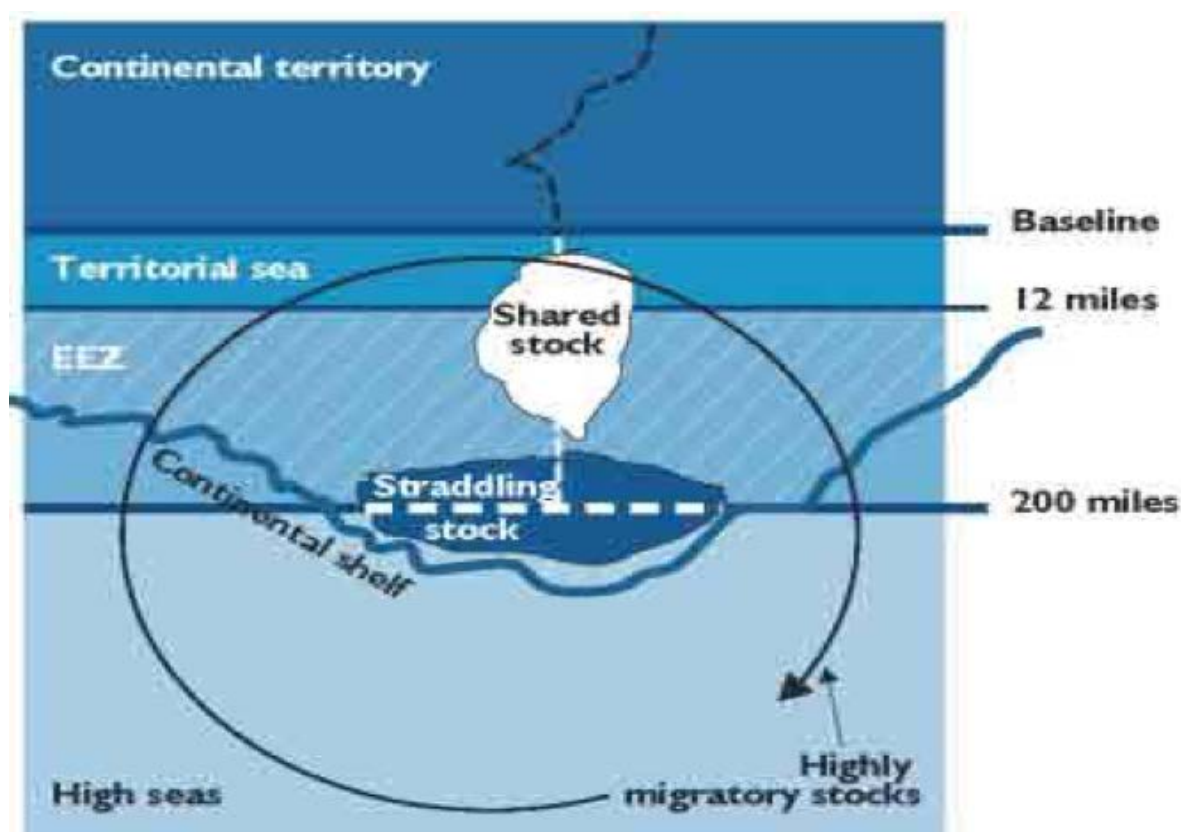 Continental territory
Baseline
Territorial sea
12 miles
Shared
stock
EEZ
Continental shelf
Straddling
stock
200 miles
Highly
migratory stocks
High seas